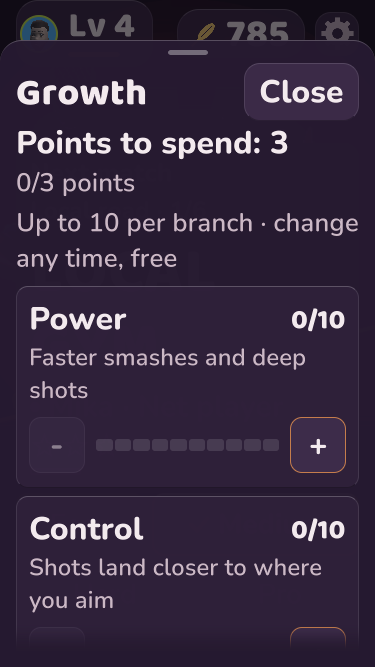 Lv 4
785
Growth
Close
Points to spend: 3
0/3 points
Up to 10 per branch · change
any time, free
Power
0/10
Faster smashes and deep
shots
-
+
Control
0/10
Shots land closer to where
you aim